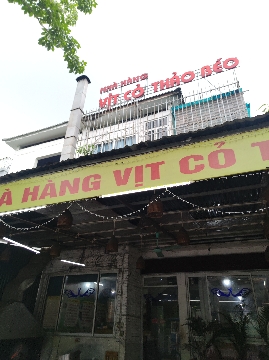 NHÀ HÀNG
VỊT CỎ THẢO BÉO
À HÀNG VỊT CỎ T